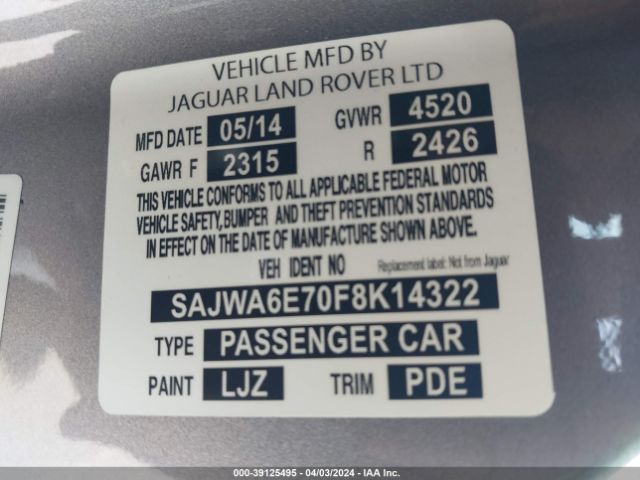 VEHICLE MFD BY
JAGUAR LAND ROVER LTD
MFD DATE 05/14 GVWR 4520
GAWR F 2315 R 2426
THIS VEHICLE CONFORMS TO ALL APPLICABLE FEDERAL MOTOR
VEHICLE SAFETY, BUMPER AND THEFT PREVENTION STANDARDS
IN EFFECT ON THE DATE OF MANUFACTURE SHOWN ABOVE.
VEH IDENT NO Replacement label: Not from Jaguar
SAJWA6E70F8K14322
TYPE PASSENGER CAR
PAINT LJZ TRIM PDE
000-39125495 - 04/03/2024 - IAA Inc.